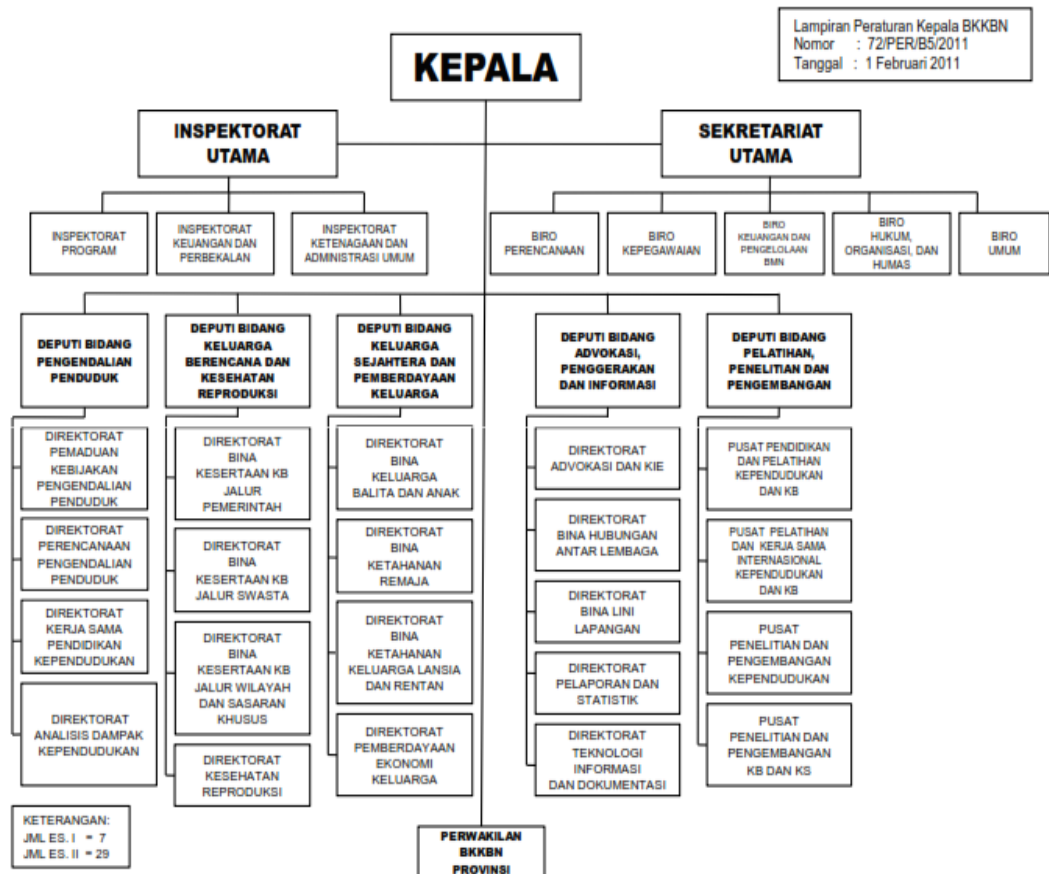 Lampiran Peraturan Kepala BKKBN
Nomor : 72/PER/B5/2011
Tanggal : 1 Februari 2011
KEPALA
INSPEKTORAT
UTAMA
SEKRETARIAT
UTAMA
INSPEKTORAT
PROGRAM
INSPEKTORAT
KEUANGAN DAN
PERBEKALAN
INSPEKTORAT
KETENAGAAN DAN
ADMINISTRASI UMUM
BIRO
PERENCANAAN
BIRO
KEPEGAWAIAN
BIRO
KEUANGAN DAN
PENGELOLAAN
BMN
BIRO
HUKUM,
ORGANISASI, DAN
HUMAS
BIRO
UMUM
DEPUTI BIDANG
PENGENDALIAN
PENDUDUK
DEPUTI BIDANG
KELUARGA
BERENCANA DAN
KESEHATAN
REPRODUKSI
DEPUTI BIDANG
KELUARGA
SEJAHTERA DAN
PEMBERDAYAAN
KELUARGA
DEPUTI BIDANG
ADVOKASI,
PENGGERAKAN
DAN INFORMASI
DEPUTI BIDANG
PELATIHAN,
PENELITIAN DAN
PENGEMBANGAN
DIREKTORAT
PEMADUAN
KEBIJAKAN
PENGENDALIAN
PENDUDUK
DIREKTORAT
PERENCANAAN
PENGENDALIAN
PENDUDUK
DIREKTORAT
KERJA SAMA
PENDIDIKAN
KEPENDUDUKAN
DIREKTORAT
ANALISIS DAMPAK
KEPENDUDUKAN
DIREKTORAT
BINA
KESERTAAN KB
JALUR
PEMERINTAH
DIREKTORAT
BINA
KESERTAAN KB
JALUR SWASTA
DIREKTORAT
BINA
KESERTAAN KB
JALUR WILAYAH
DAN SASARAN
KHUSUS
DIREKTORAT
KESEHATAN
REPRODUKSI
DIREKTORAT
BINA
KELUARGA
BALITA DAN ANAK
DIREKTORAT
BINA
KETAHANAN
REMAJA
DIREKTORAT
BINA
KETAHANAN
KELUARGA LANSIA
DAN RENTAN
DIREKTORAT
PEMBERDAYAAN
EKONOMI
KELUARGA
DIREKTORAT
ADVOKASI DAN KIE
DIREKTORAT
BINA HUBUNGAN
ANTAR LEMBAGA
DIREKTORAT
BINA LINI
LAPANGAN
DIREKTORAT
PELAPORAN DAN
STATISTIK
DIREKTORAT
TEKNOLOGI
INFORMASI
DAN DOKUMENTASI
PUSAT PENDIDIKAN
DAN PELATIHAN
KEPENDUDUKAN
DAN KB
PUSAT PELATIHAN
DAN KERJA SAMA
INTERNASIONAL
KEPENDUDUKAN
DAN KB
PUSAT
PENELITIAN DAN
PENGEMBANGAN
KEPENDUDUKAN
PUSAT
PENELITIAN DAN
PENGEMBANGAN
KB DAN KS
KETERANGAN:
JML ES. I = 7
JML ES. II = 29
PERWAKILAN
BKKBN
PROVINSI